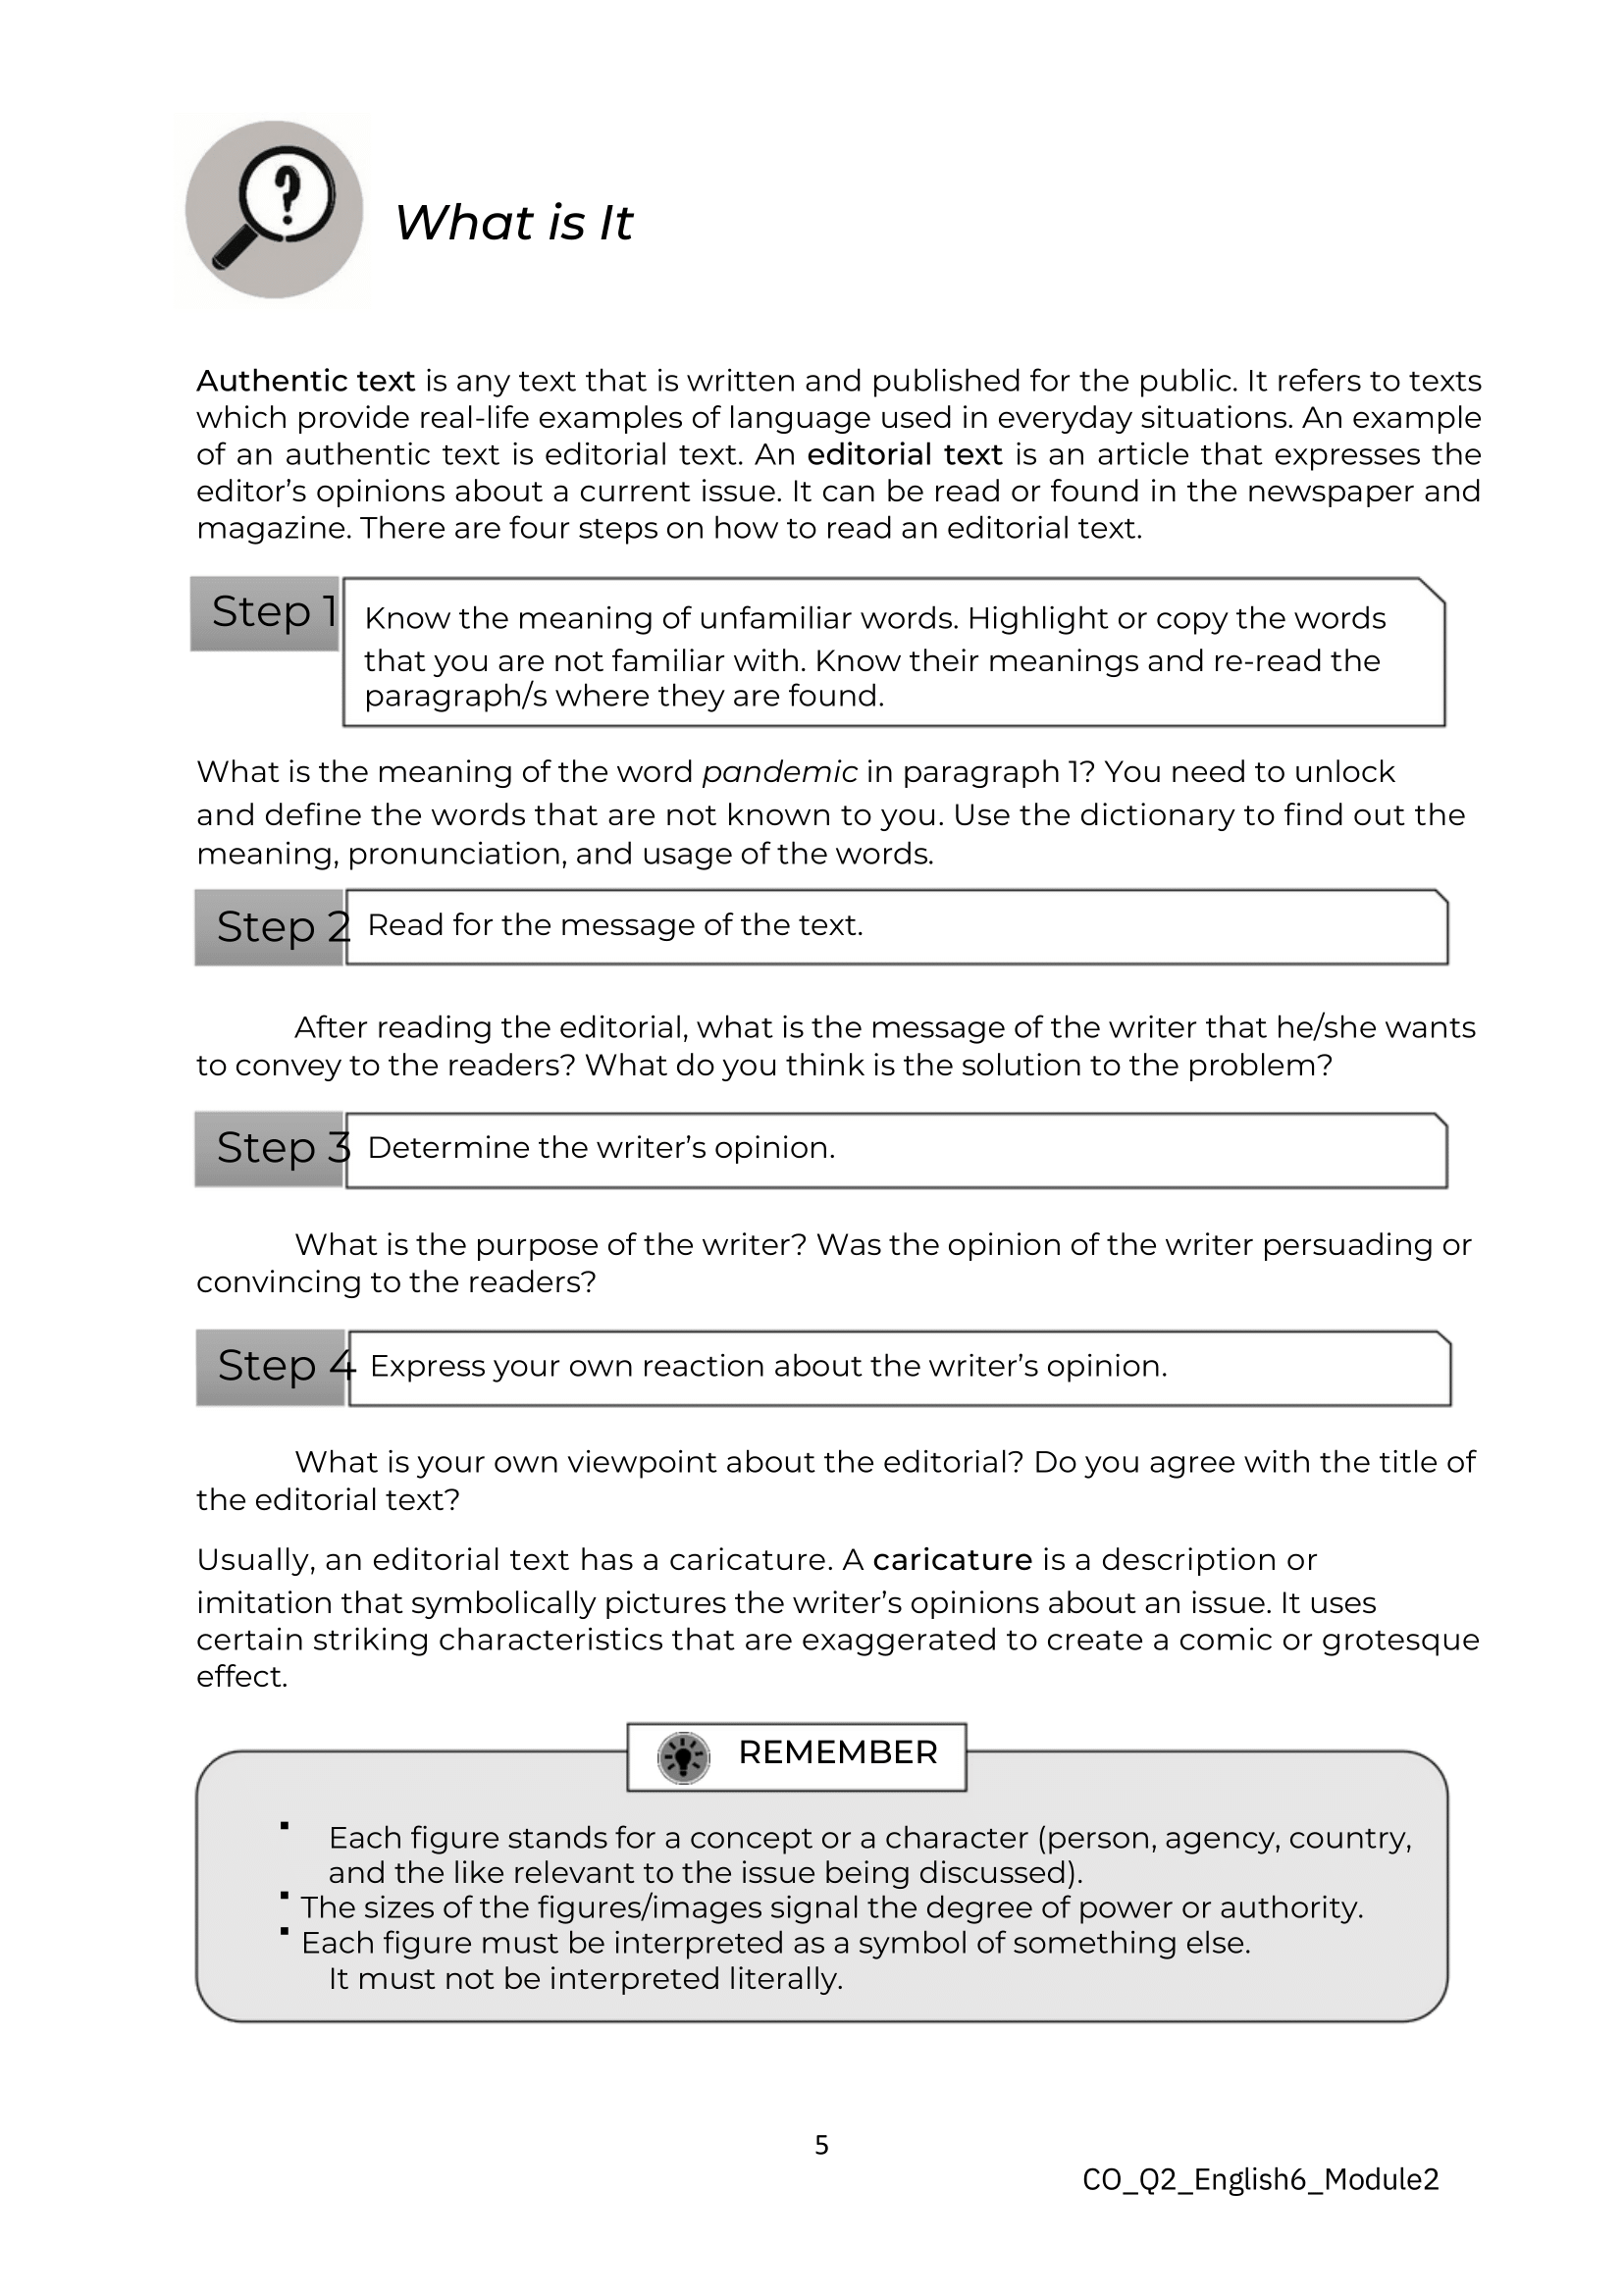 What is It
Authentic text is any text that is written and published for the public. It refers to texts
which provide real-life examples of language used in everyday situations. An example
of an authentic text is editorial text. An editorial text is an article that expresses the
editor’s opinions about a current issue. It can be read or found in the newspaper and
magazine. There are four steps on how to read an editorial text.
Step 1
Know the meaning of unfamiliar words. Highlight or copy the words
that you are not familiar with. Know their meanings and re-read the
paragraph/s where they are found.
What is the meaning of the word pandemic in paragraph 1? You need to unlock
and define the words that are not known to you. Use the dictionary to find out the
meaning, pronunciation, and usage of the words.
Step 2
Read for the message of the text.
After reading the editorial, what is the message of the writer that he/she wants
to convey to the readers? What do you think is the solution to the problem?
Step 3
Determine the writer’s opinion.
What is the purpose of the writer? Was the opinion of the writer persuading or
convincing to the readers?
Step 4
Express your own reaction about the writer’s opinion.
What is your own viewpoint about the editorial? Do you agree with the title of
the editorial text?
Usually, an editorial text has a caricature. A caricature is a description or
imitation that symbolically pictures the writer’s opinions about an issue. It uses
certain striking characteristics that are exaggerated to create a comic or grotesque
effect.
REMEMBER
▪ Each figure stands for a concept or a character (person, agency, country,
and the like relevant to the issue being discussed).
▪ The sizes of the figures/images signal the degree of power or authority.
▪ Each figure must be interpreted as a symbol of something else.
It must not be interpreted literally.
5
CO_Q2_English6_Module2